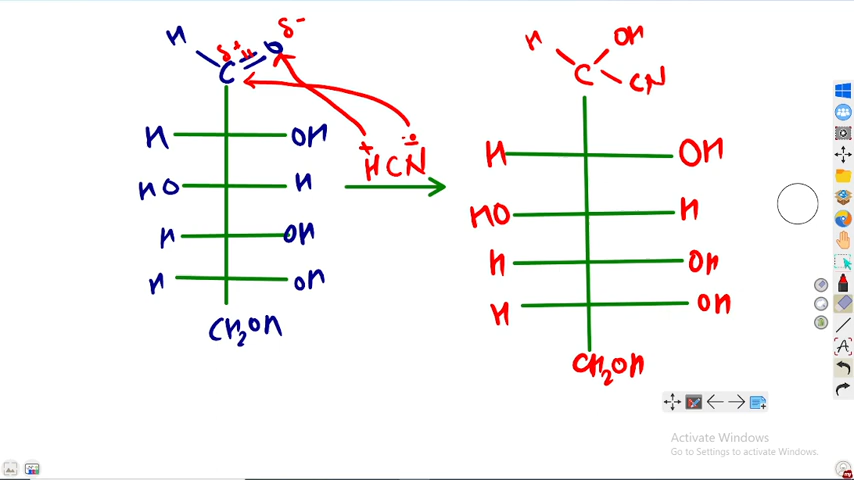 H δ+ δ- O
C
H OH
HO H
H OH
H OH
CH2OH
+HCN
H OH
C CN
H OH
HO H
H OH
H OH
CH2OH
Activate Windows
Go to Settings to activate Windows.